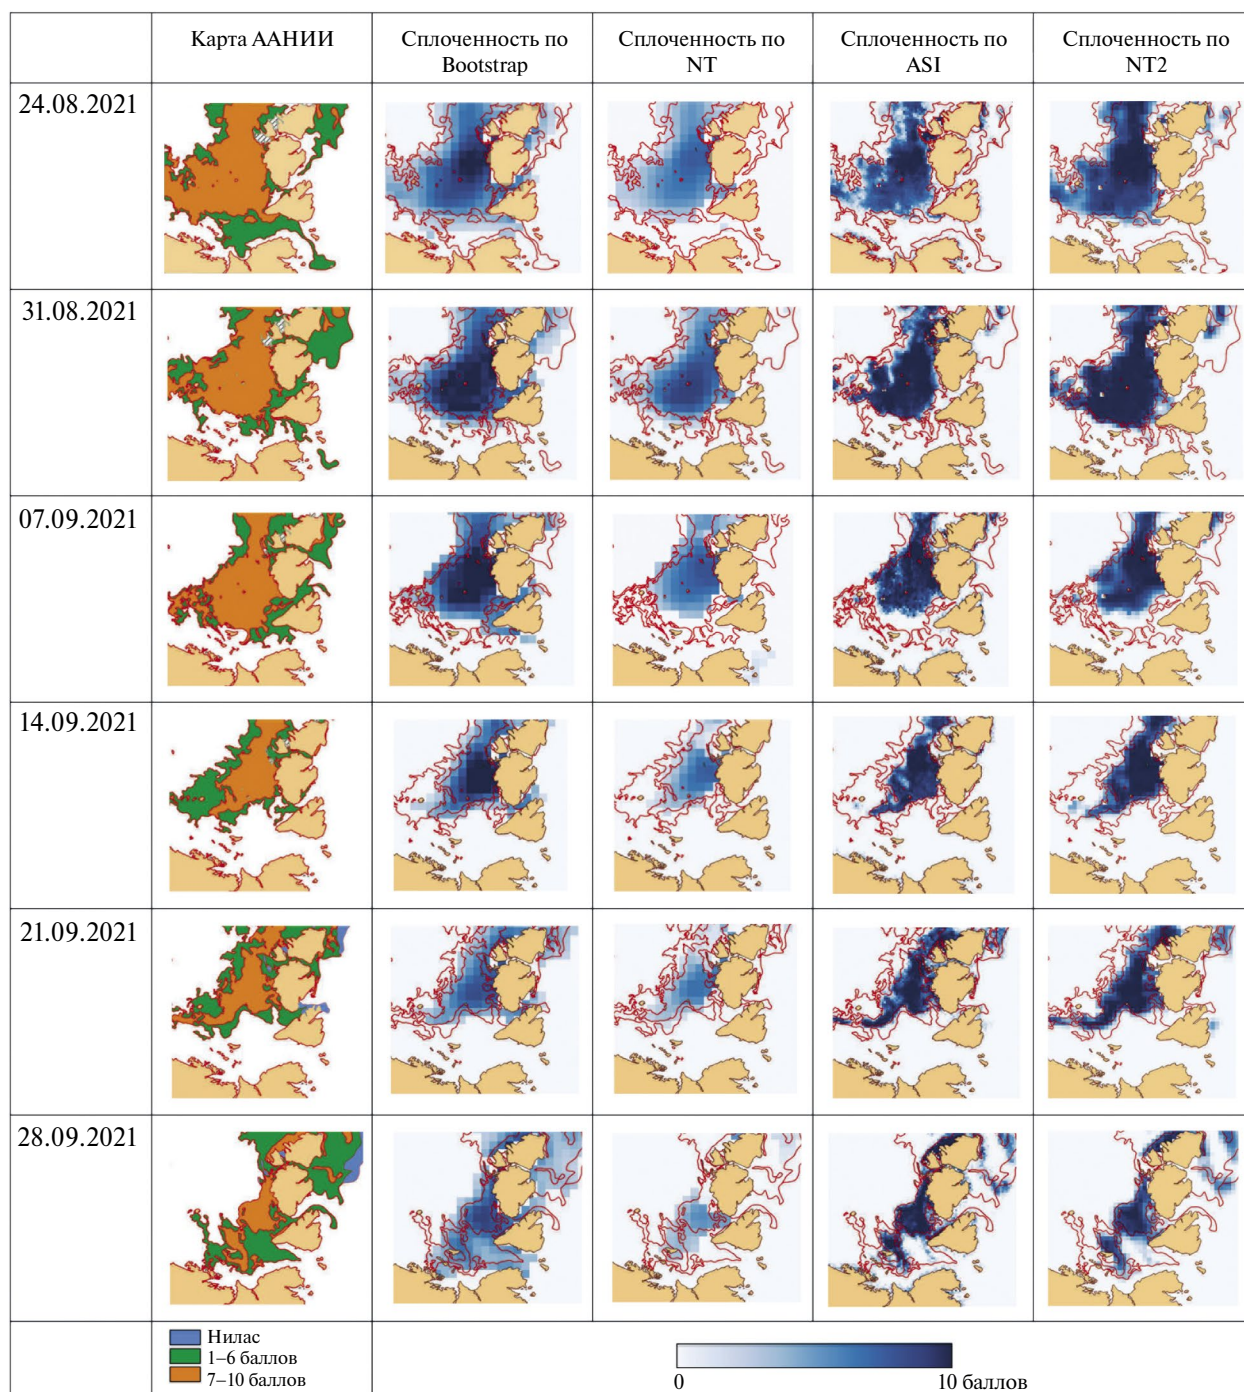 Карта ААНИИ
Сплоченность по
Bootstrap
Сплоченность по
NT
Сплоченность по
ASI
Сплоченность по
NT2
24.08.2021
31.08.2021
07.09.2021
14.09.2021
21.09.2021
28.09.2021
Нилас
1–6 баллов
7–10 баллов
0
10 баллов